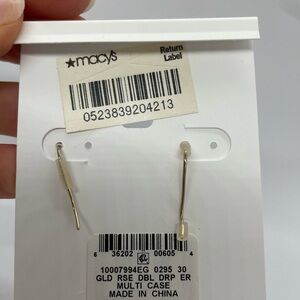 ★macy's
Return
Label
0523839204213
6 36202 00605 4
10007994EG 0295 30
GLD RSE DBL DRP ER
MULTI CASE
MADE IN CHINA